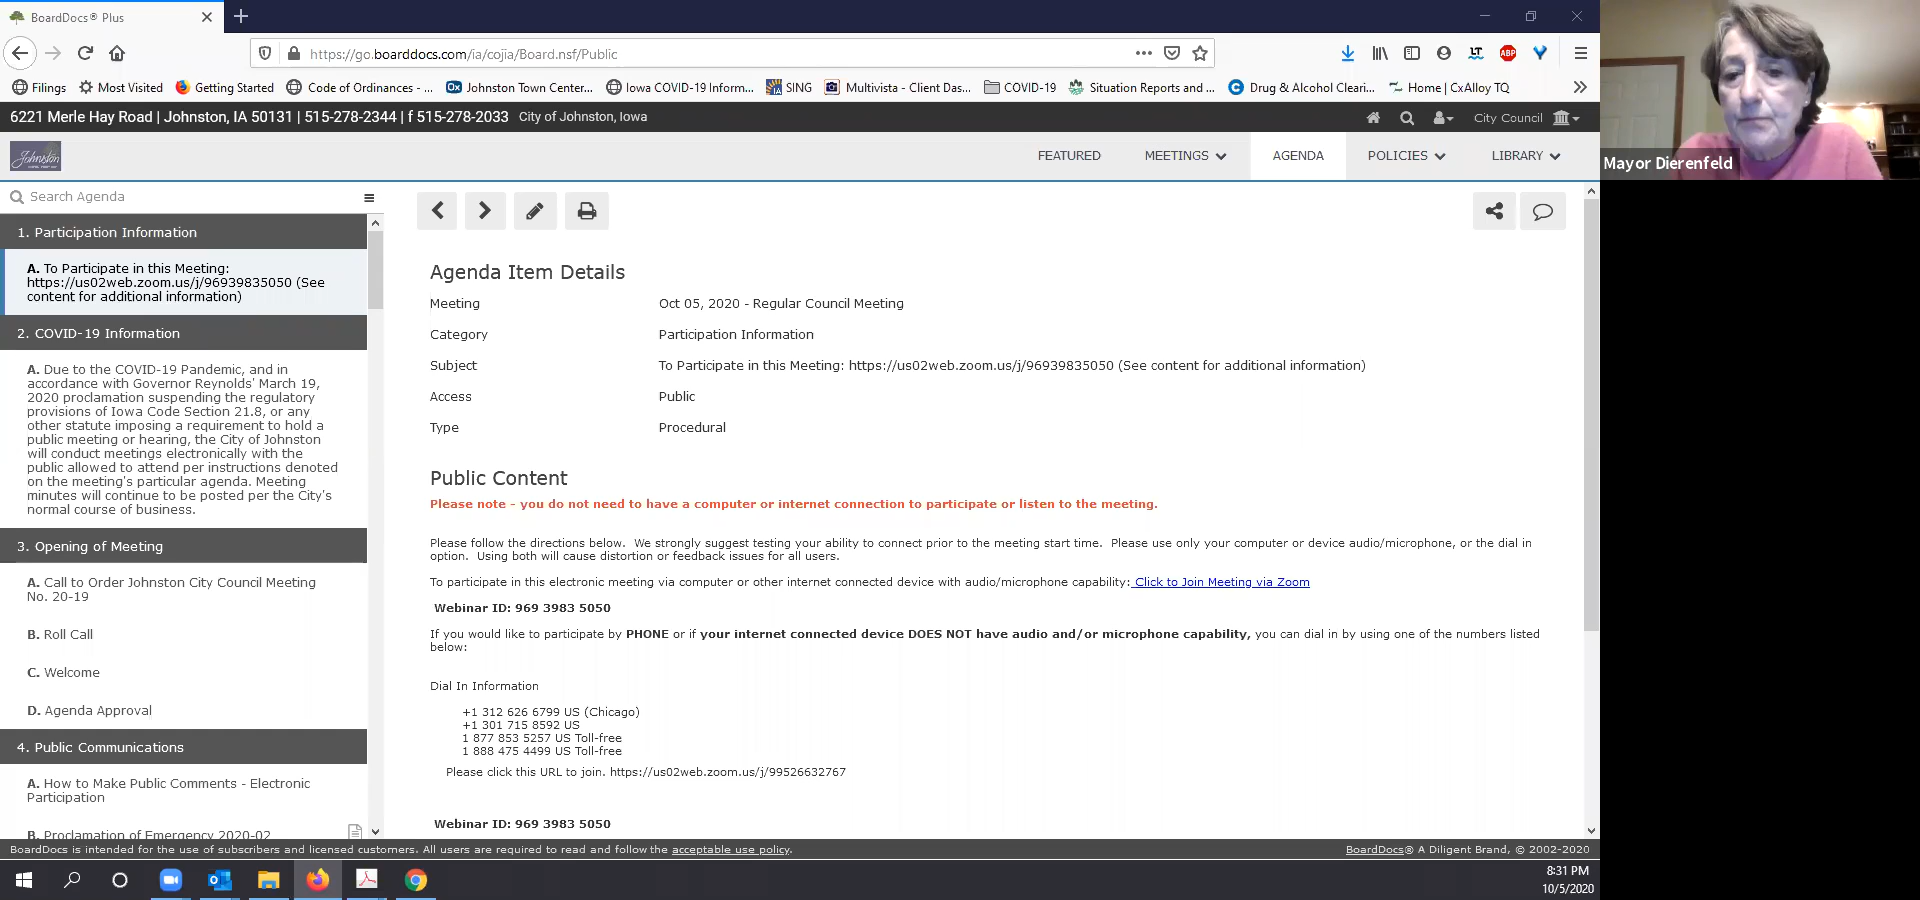 BoardDocs® Plus
https://go.boarddocs.com/ia/cojia/Board.nsf/Public
LT
ABP
Filings
Most Visited
Getting Started
Code of Ordinances - ...
Johnston Town Center...
Iowa COVID-19 Inform...
SING
Multivista - Client Das...
COVID-19
Situation Reports and ...
Drug & Alcohol Cleari...
Home | CxAlloy TQ
6221 Merle Hay Road | Johnston, IA 50131 | 515-278-2344 | f 515-278-2033 City of Johnston, Iowa
City Council
Johnston
FEATURED
MEETINGS
AGENDA
POLICIES
LIBRARY
Mayor Dierenfeld
Search Agenda
1. Participation Information
A. To Participate in this Meeting:
https://us02web.zoom.us/j/96939835050 (See
content for additional information)
2. COVID-19 Information
A. Due to the COVID-19 Pandemic, and in
accordance with Governor Reynolds' March 19,
2020 proclamation suspending the regulatory
provisions of Iowa Code Section 21.8, or any
other statute imposing a requirement to hold a
public meeting or hearing, the City of Johnston
will conduct meetings electronically with the
public allowed to attend per instructions denoted
on the meeting's particular agenda. Meeting
minutes will continue to be posted per the City's
normal course of business.
3. Opening of Meeting
A. Call to Order Johnston City Council Meeting
No. 20-19
B. Roll Call
C. Welcome
D. Agenda Approval
4. Public Communications
A. How to Make Public Comments - Electronic
Participation
B. Proclamation of Emergency 2020-02
Agenda Item Details
Meeting Oct 05, 2020 - Regular Council Meeting
Category Participation Information
Subject To Participate in this Meeting: https://us02web.zoom.us/j/96939835050 (See content for additional information)
Access Public
Type Procedural
Public Content
Please note - you do not need to have a computer or internet connection to participate or listen to the meeting.
Please follow the directions below. We strongly suggest testing your ability to connect prior to the meeting start time. Please use only your computer or device audio/microphone, or the dial in
option. Using both will cause distortion or feedback issues for all users.
To participate in this electronic meeting via computer or other internet connected device with audio/microphone capability: Click to Join Meeting via Zoom
Webinar ID: 969 3983 5050
If you would like to participate by PHONE or if your internet connected device DOES NOT have audio and/or microphone capability, you can dial in by using one of the numbers listed
below:
Dial In Information
+1 312 626 6799 US (Chicago)
+1 301 715 8592 US
1 877 853 5257 US Toll-free
1 888 475 4499 US Toll-free
Please click this URL to join. https://us02web.zoom.us/j/99526632767
Webinar ID: 969 3983 5050
BoardDocs is intended for the use of subscribers and licensed customers. All users are required to read and follow the acceptable use policy.
BoardDocs® A Diligent Brand, © 2002-2020
8:31 PM
10/5/2020